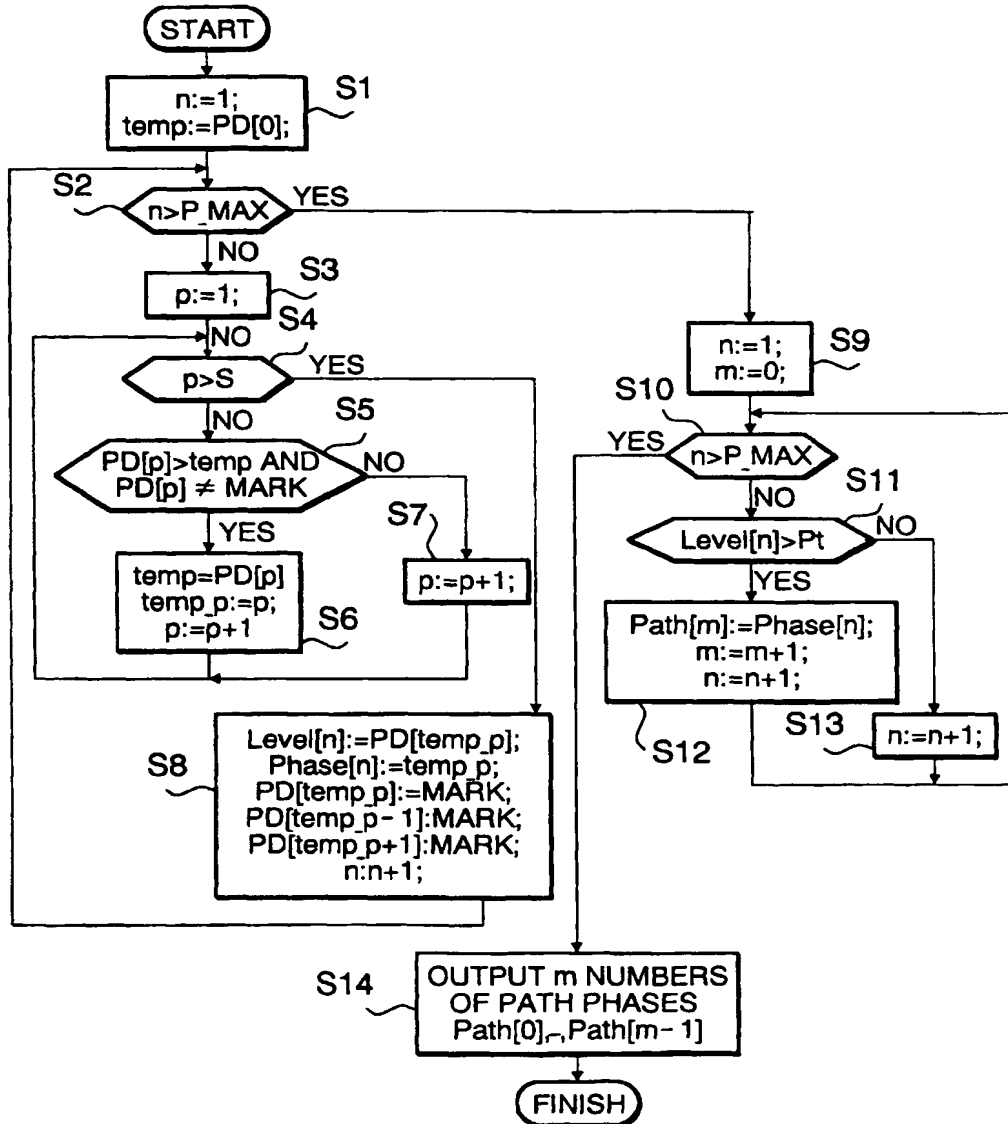 START
S1
n:=1;
temp:=PD[0];
S2
n>P_MAX
YES
NO
S3
p:=1;
NO
S4
p>S
YES
NO
S5
PD[p]>temp AND
PD[p] ≠ MARK
NO
YES
S7
p:=p+1;
temp=PD[p]
temp_p:=p;
p:=p+1
S6
S8
Level[n]:=PD[temp_p];
Phase[n]:=temp_p;
PD[temp_p]:=MARK;
PD[temp_p-1]:MARK;
PD[temp_p+1]:MARK;
n:n+1;
S9
n:=1;
m:=0;
S10
YES
n>P_MAX
NO
S11
Level[n]>Pt
NO
YES
Path[m]:=Phase[n];
m:=m+1;
n:=n+1;
S12
S13
n:=n+1;
S14
OUTPUT m NUMBERS
OF PATH PHASES
Path[0],~,Path[m-1]
FINISH